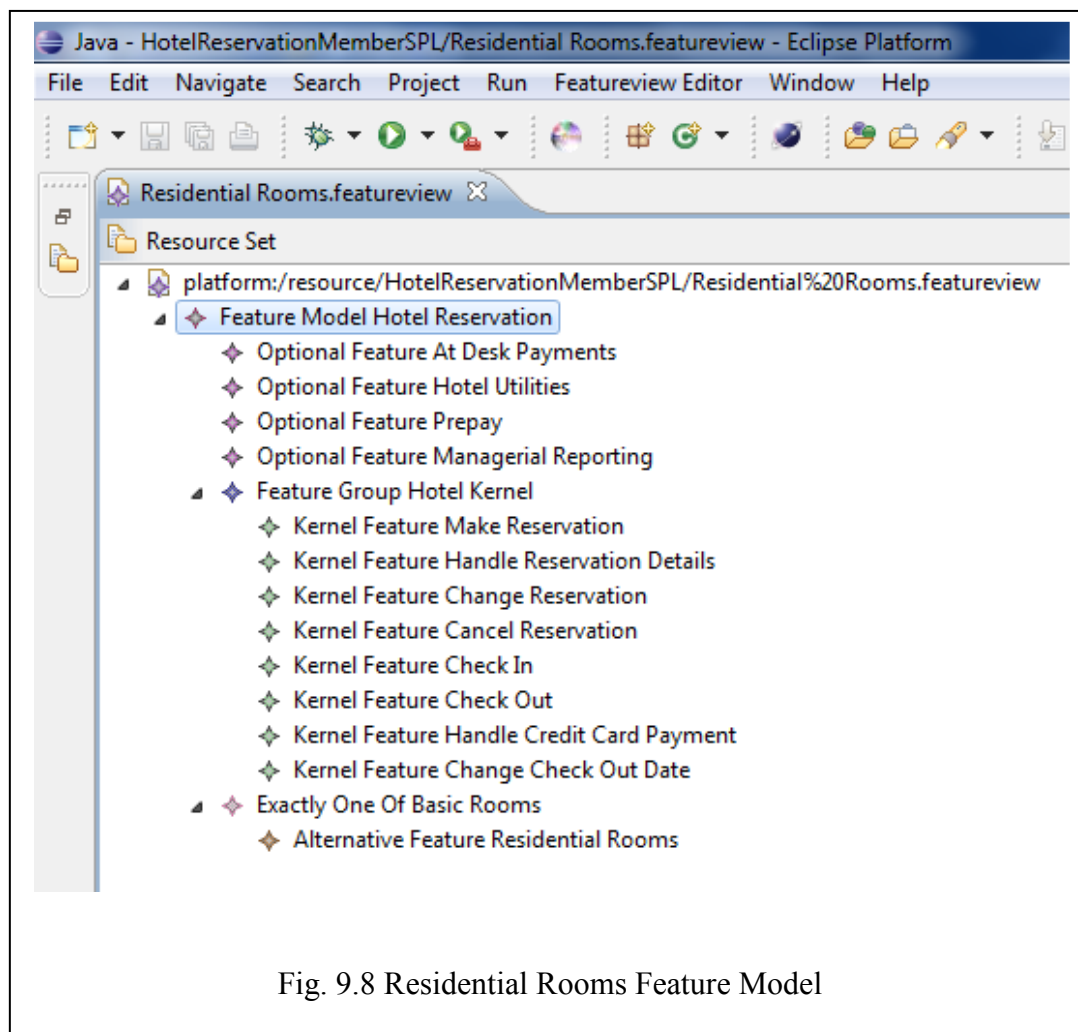 Java - HotelReservationMemberSPL/Residential Rooms.featureview - Eclipse Platform
File Edit Navigate Search Project Run Featureview Editor Window Help
Residential Rooms.featureview
Resource Set
platform:/resource/HotelReservationMemberSPL/Residential%20Rooms.featureview
Feature Model Hotel Reservation
Optional Feature At Desk Payments
Optional Feature Hotel Utilities
Optional Feature Prepay
Optional Feature Managerial Reporting
Feature Group Hotel Kernel
Kernel Feature Make Reservation
Kernel Feature Handle Reservation Details
Kernel Feature Change Reservation
Kernel Feature Cancel Reservation
Kernel Feature Check In
Kernel Feature Check Out
Kernel Feature Handle Credit Card Payment
Kernel Feature Change Check Out Date
Exactly One Of Basic Rooms
Alternative Feature Residential Rooms
Fig. 9.8 Residential Rooms Feature Model